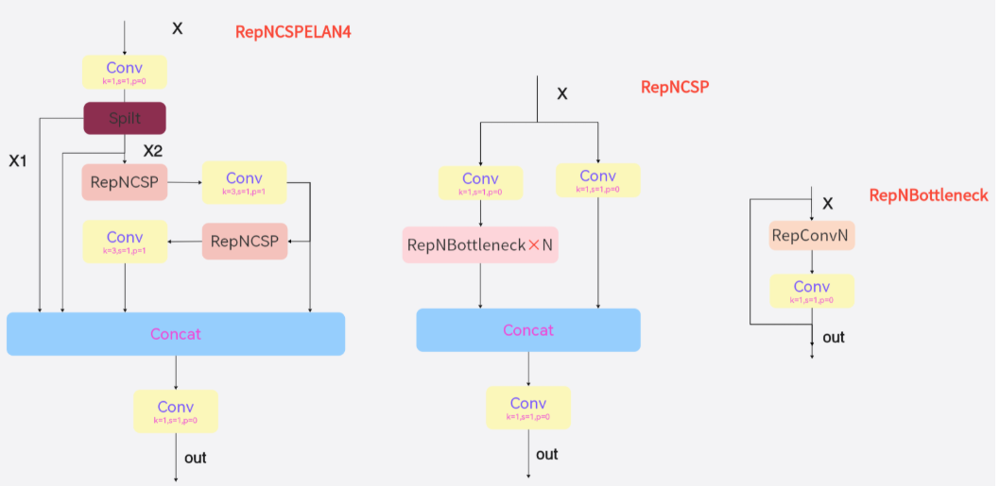 RepNCSPELAN4
X
Conv
k=1,s=1,p=0
Spilt
X1
X2
RepNCSP
Conv
k=3,s=1,p=1
Conv
k=3,s=1,p=1
RepNCSP
Concat
Conv
k=1,s=1,p=0
out
RepNCSP
X
Conv
k=1,s=1,p=0
Conv
k=1,s=1,p=0
RepNBottleneck×N
Concat
Conv
k=1,s=1,p=0
out
RepNBottleneck
X
RepConvN
Conv
k=1,s=1,p=0
out